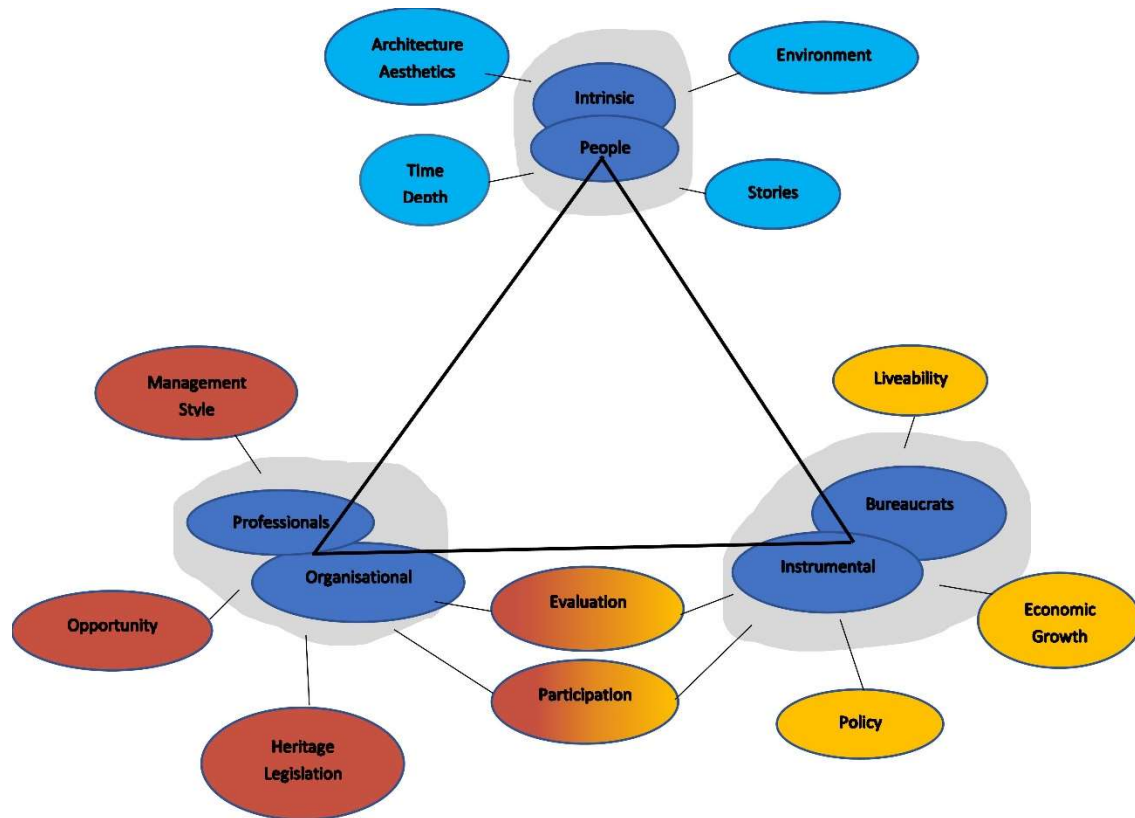 Architecture
Aesthetics
Environment
Intrinsic
People
Time
Depth
Stories
Management
Style
Liveability
Professionals
Bureaucrats
Organisational
Instrumental
Evaluation
Opportunity
Economic
Growth
Participation
Policy
Heritage
Legislation